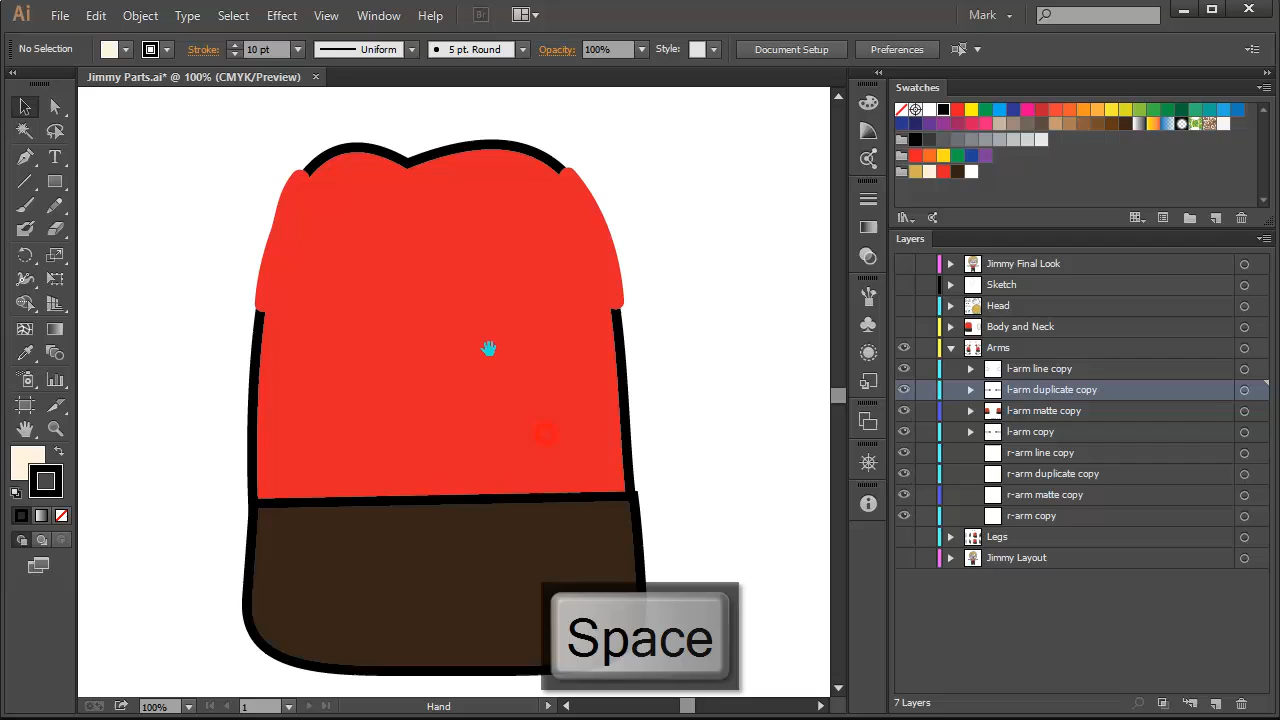 Ai File Edit Object Type Select Effect View Window Help Br Mark
No Selection Stroke: 10 pt Uniform 5 pt. Round Opacity: 100% Style: Document Setup Preferences
Jimmy Parts.ai* @ 100% (CMYK/Preview)
Swatches
Layers
Jimmy Final Look
Sketch
Head
Body and Neck
Arms
l-arm line copy
l-arm duplicate copy
l-arm matte copy
l-arm copy
r-arm line copy
r-arm duplicate copy
r-arm matte copy
r-arm copy
Legs
Jimmy Layout
Space
100% 1 Hand
7 Layers